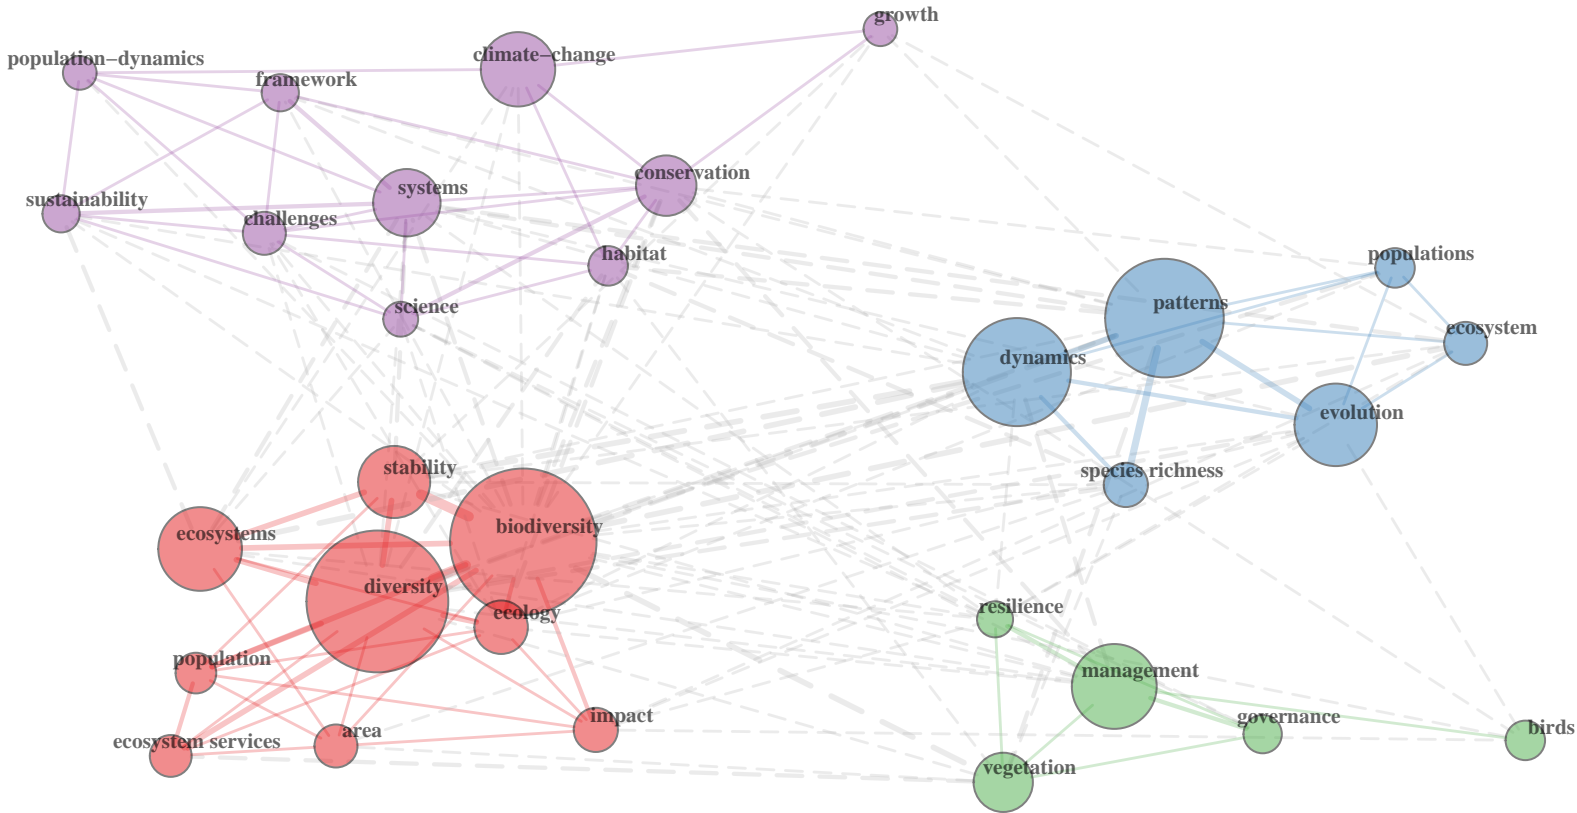 growth
climate−change
population−dynamics
framework
conservation
systems
sustainability
challenges
habitat
science
populations
patterns
ecosystem
dynamics
evolution
species richness
stability
biodiversity
ecosystems
diversity
ecology
resilience
population
management
impact
governance
area
birds
ecosystem services
vegetation